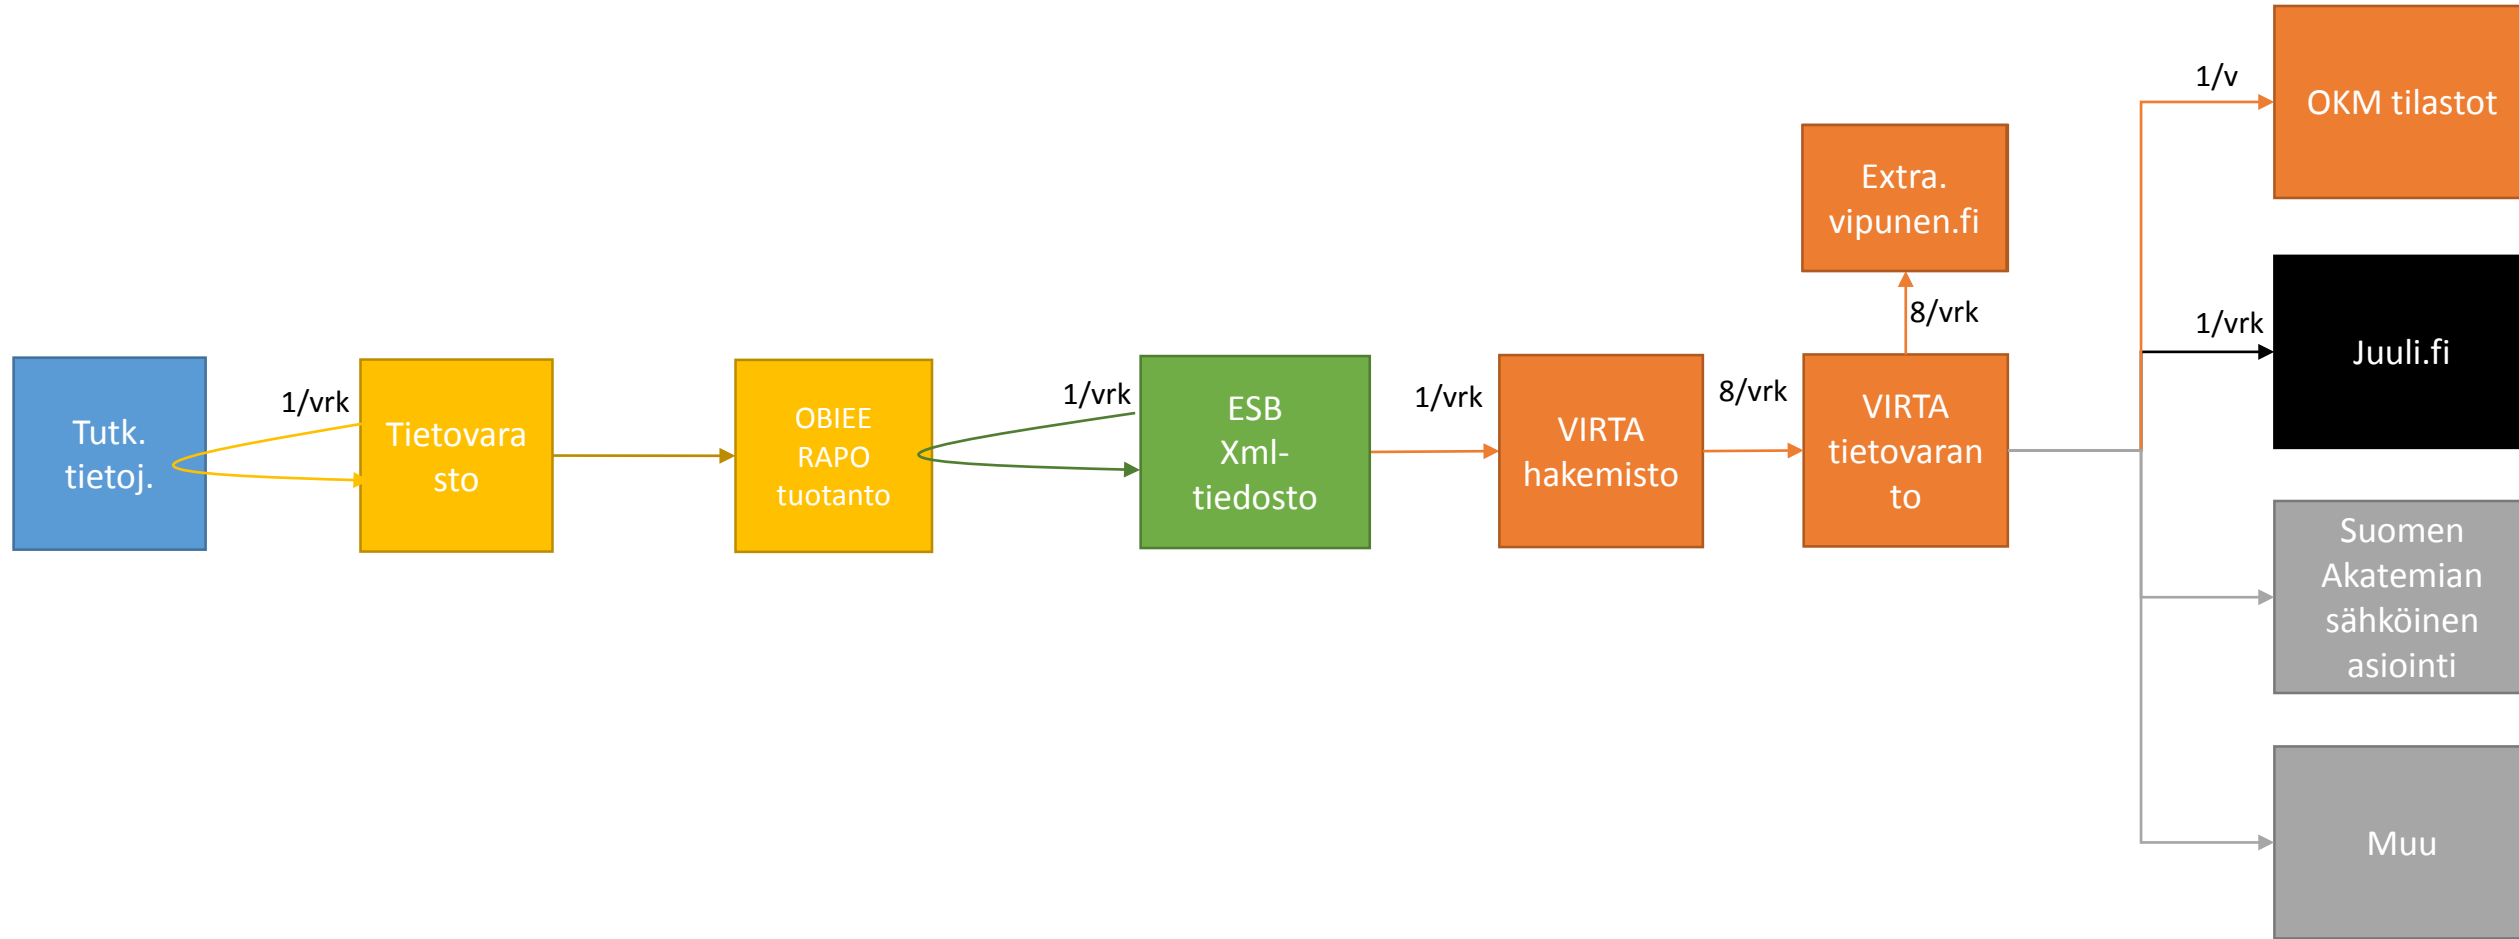 Tutk.
tietoj.
1/vrk
Tietovara
sto
OBIEE
RAPO
tuotanto
1/vrk
ESB
Xml-
tiedosto
1/vrk
VIRTA
hakemisto
8/vrk
VIRTA
tietovaran
to
8/vrk
Extra.
vipunen.fi
1/v
OKM tilastot
1/vrk
Juuli.fi
Suomen
Akatemian
sähköinen
asiointi
Muu